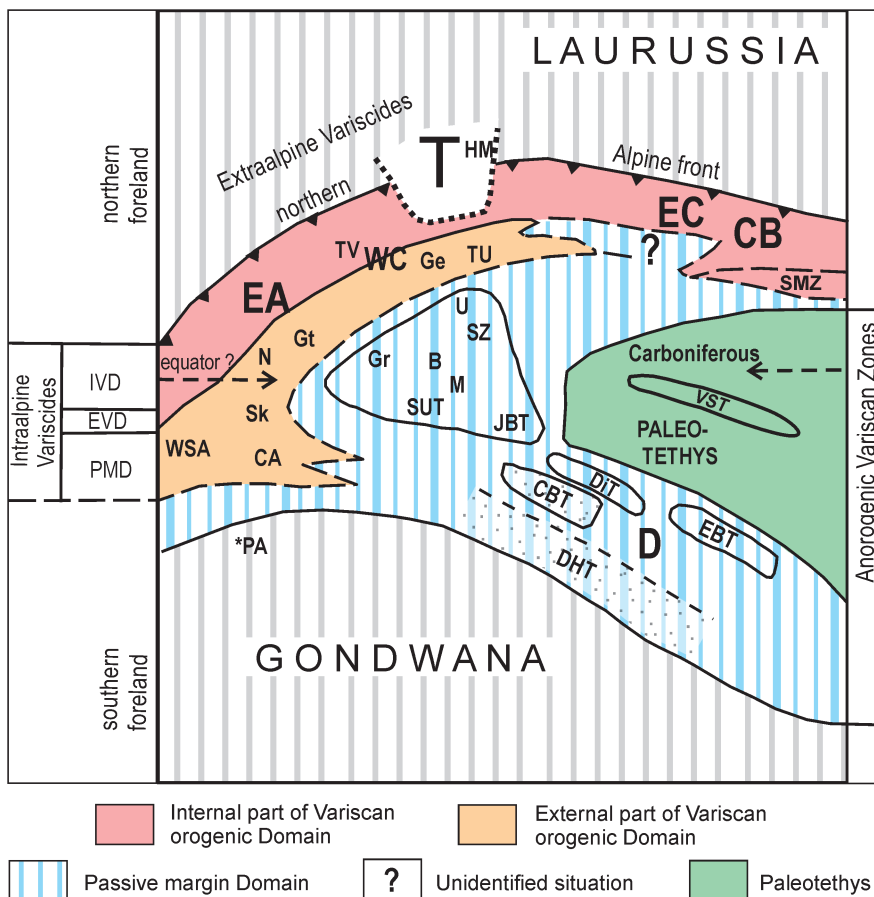 LAURUSSIA
northern
foreland
Extraalpine Variscides
northern
Alpine front
T
HM
EC
CB
?
SMZ
TV
WC
Ge
TU
EA
U
SZ
Gt
N
Gr
B
M
SUT
JBT
equator ?
Carboniferous
VST
PALEO-
TETHYS
Intraalpine
Variscides
IVD
EVD
PMD
Sk
WSA
CA
DiT
CBT
EBT
D
DHT
*PA
Anorogenic Variscan Zones
GONDWANA
southern
foreland
Internal part of Variscan
orogenic Domain
External part of Variscan
orogenic Domain
Passive margin Domain
?
Unidentified situation
Paleotethys